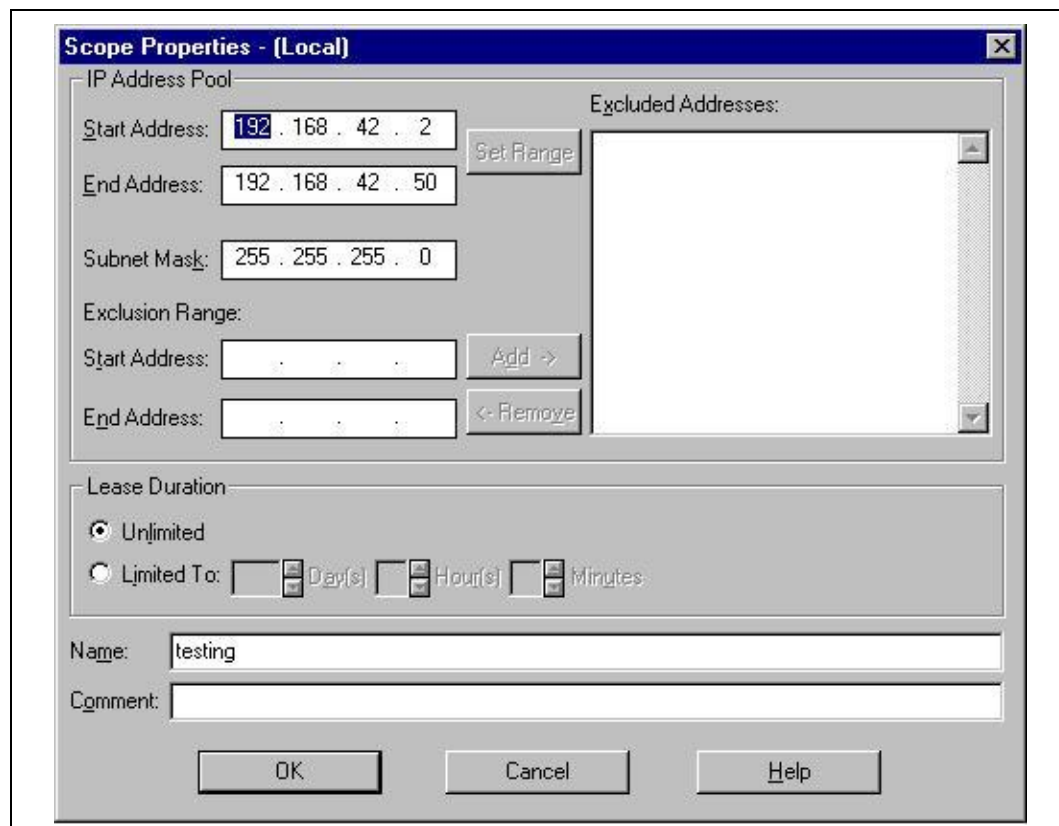 Scope Properties - (Local)
IP Address Pool
Start Address: 192 . 168 . 42 . 2
Set Range
End Address: 192 . 168 . 42 . 50
Subnet Mask: 255 . 255 . 255 . 0
Exclusion Range:
Start Address: . . .
Add ->
End Address: . . .
<- Remove
Excluded Addresses:
Lease Duration
Unlimited
Limited To: Day(s) Hour(s) Minutes
Name: testing
Comment:
OK Cancel Help